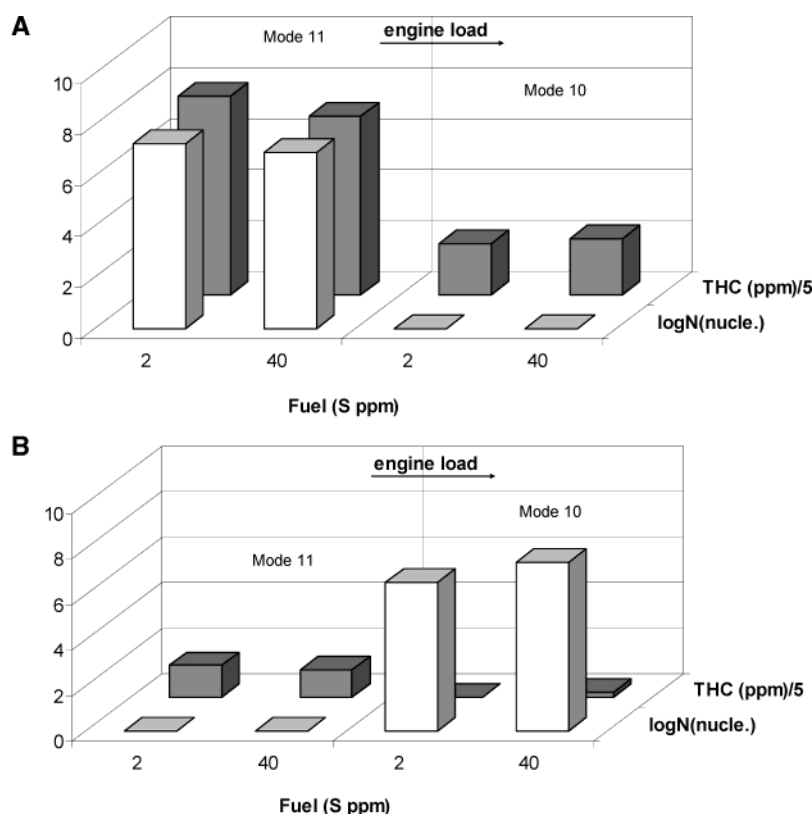 A
Mode 11
engine load
Mode 10
10
8
6
4
2
0
THC (ppm)/5
logN(nucle.)
2
40
2
40
Fuel (S ppm)
B
engine load
Mode 10
Mode 11
10
8
6
4
2
0
THC (ppm)/5
logN(nucle.)
2
40
2
40
Fuel (S ppm)